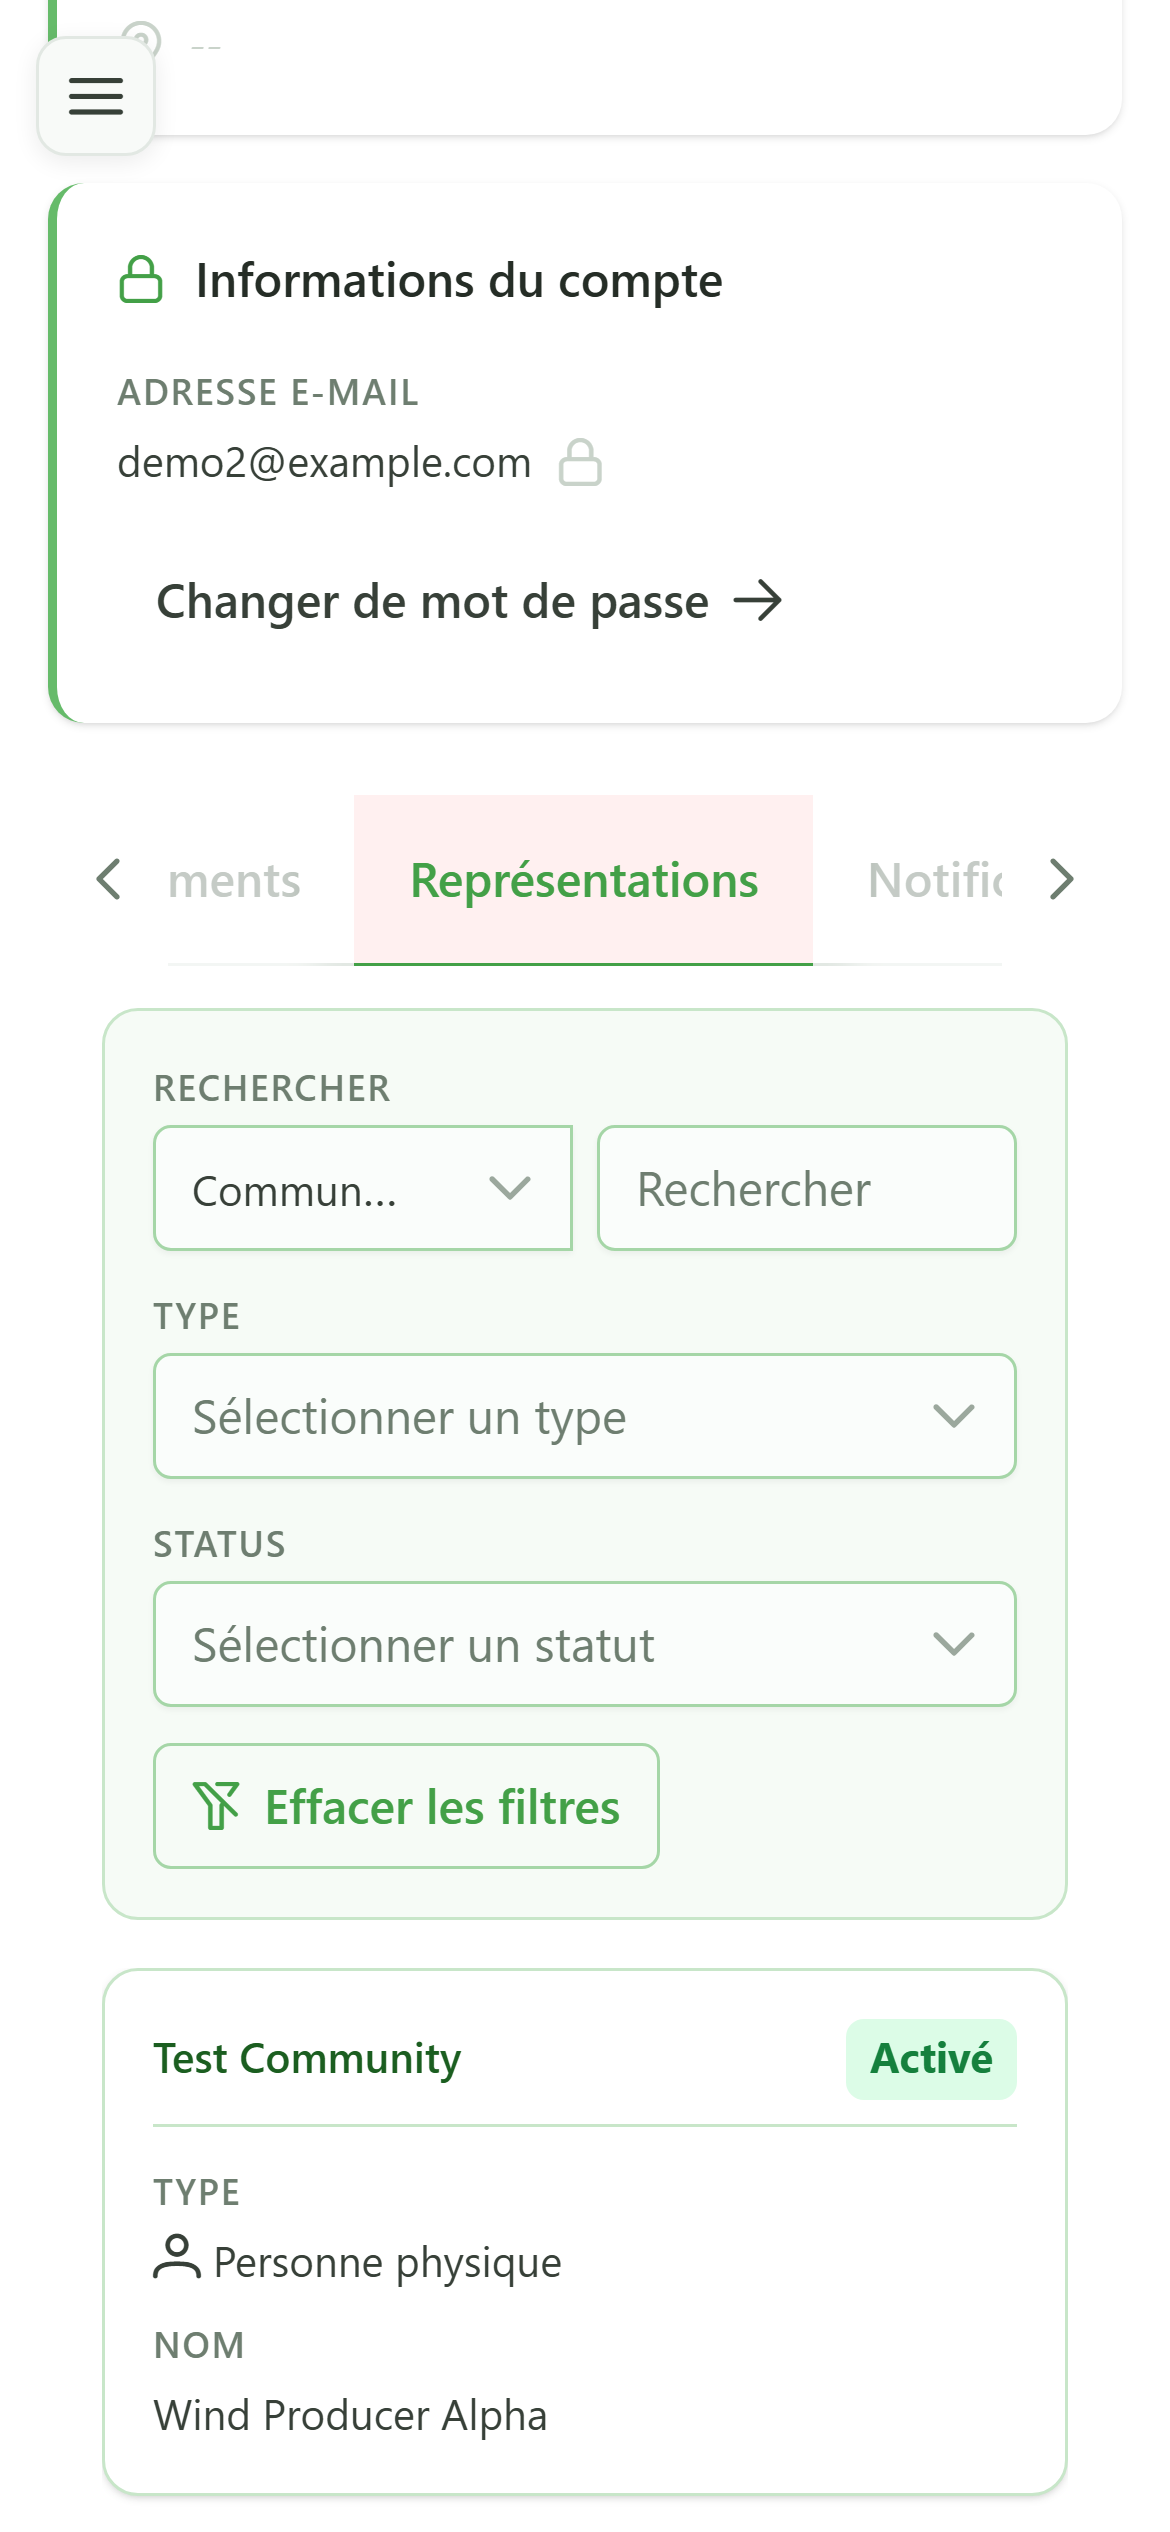 --
Informations du compte
ADRESSE E-MAIL
demo2@example.com
Changer de mot de passe
ments Représentations Notific
RECHERCHER
Commun... Rechercher
TYPE
Sélectionner un type
STATUS
Sélectionner un statut
Effacer les filtres
Test Community Activé
TYPE
Personne physique
NOM
Wind Producer Alpha